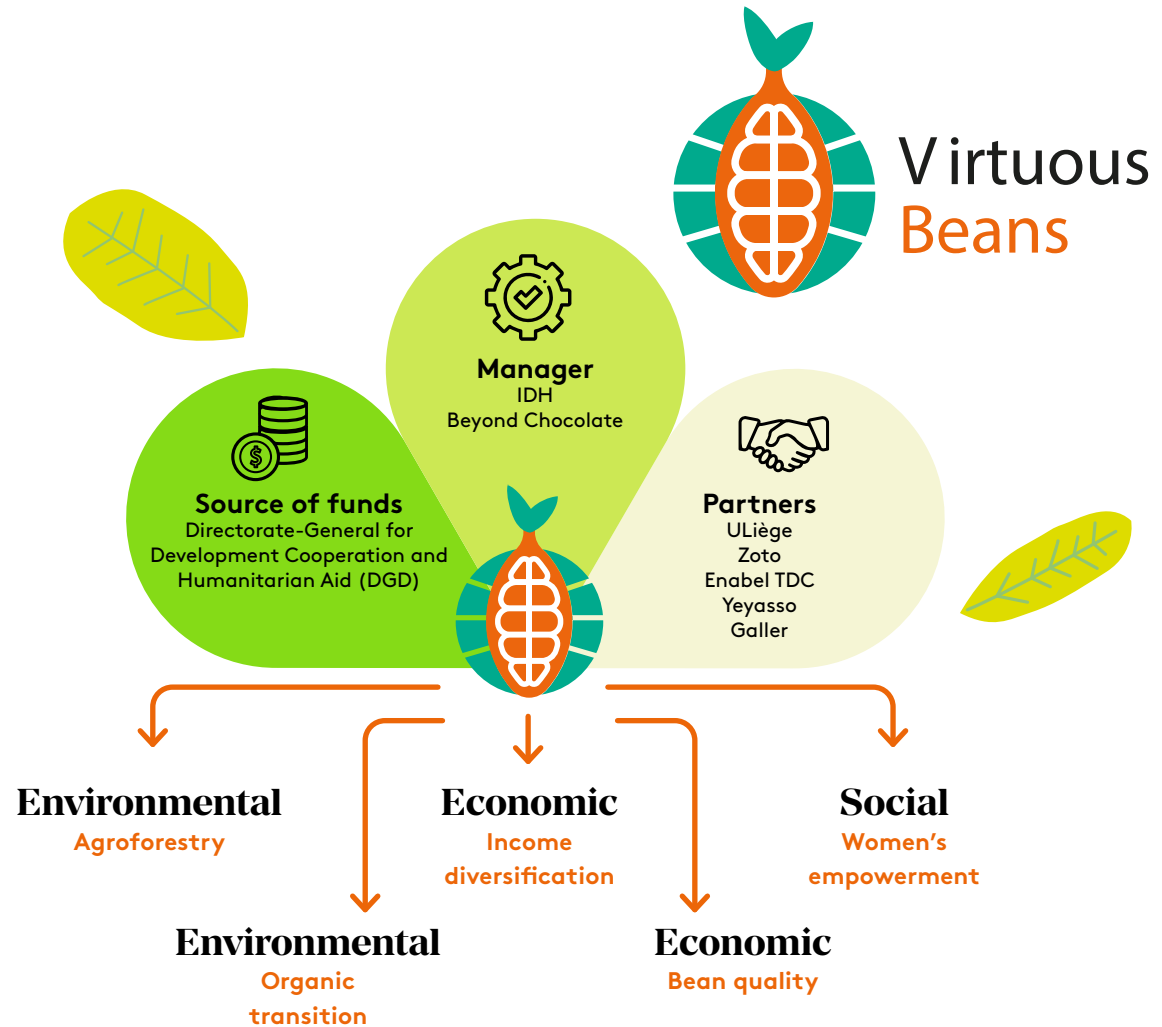 Virtuous
Beans
Manager
IDH
Beyond Chocolate
Source of funds
Directorate-General for
Development Cooperation and
Humanitarian Aid (DGD)
Partners
ULiège
Zoto
Enabel TDC
Yeyasso
Galler
Environmental
Agroforestry
Economic
Income
diversification
Social
Women's
empowerment
Environmental
Organic
transition
Economic
Bean quality